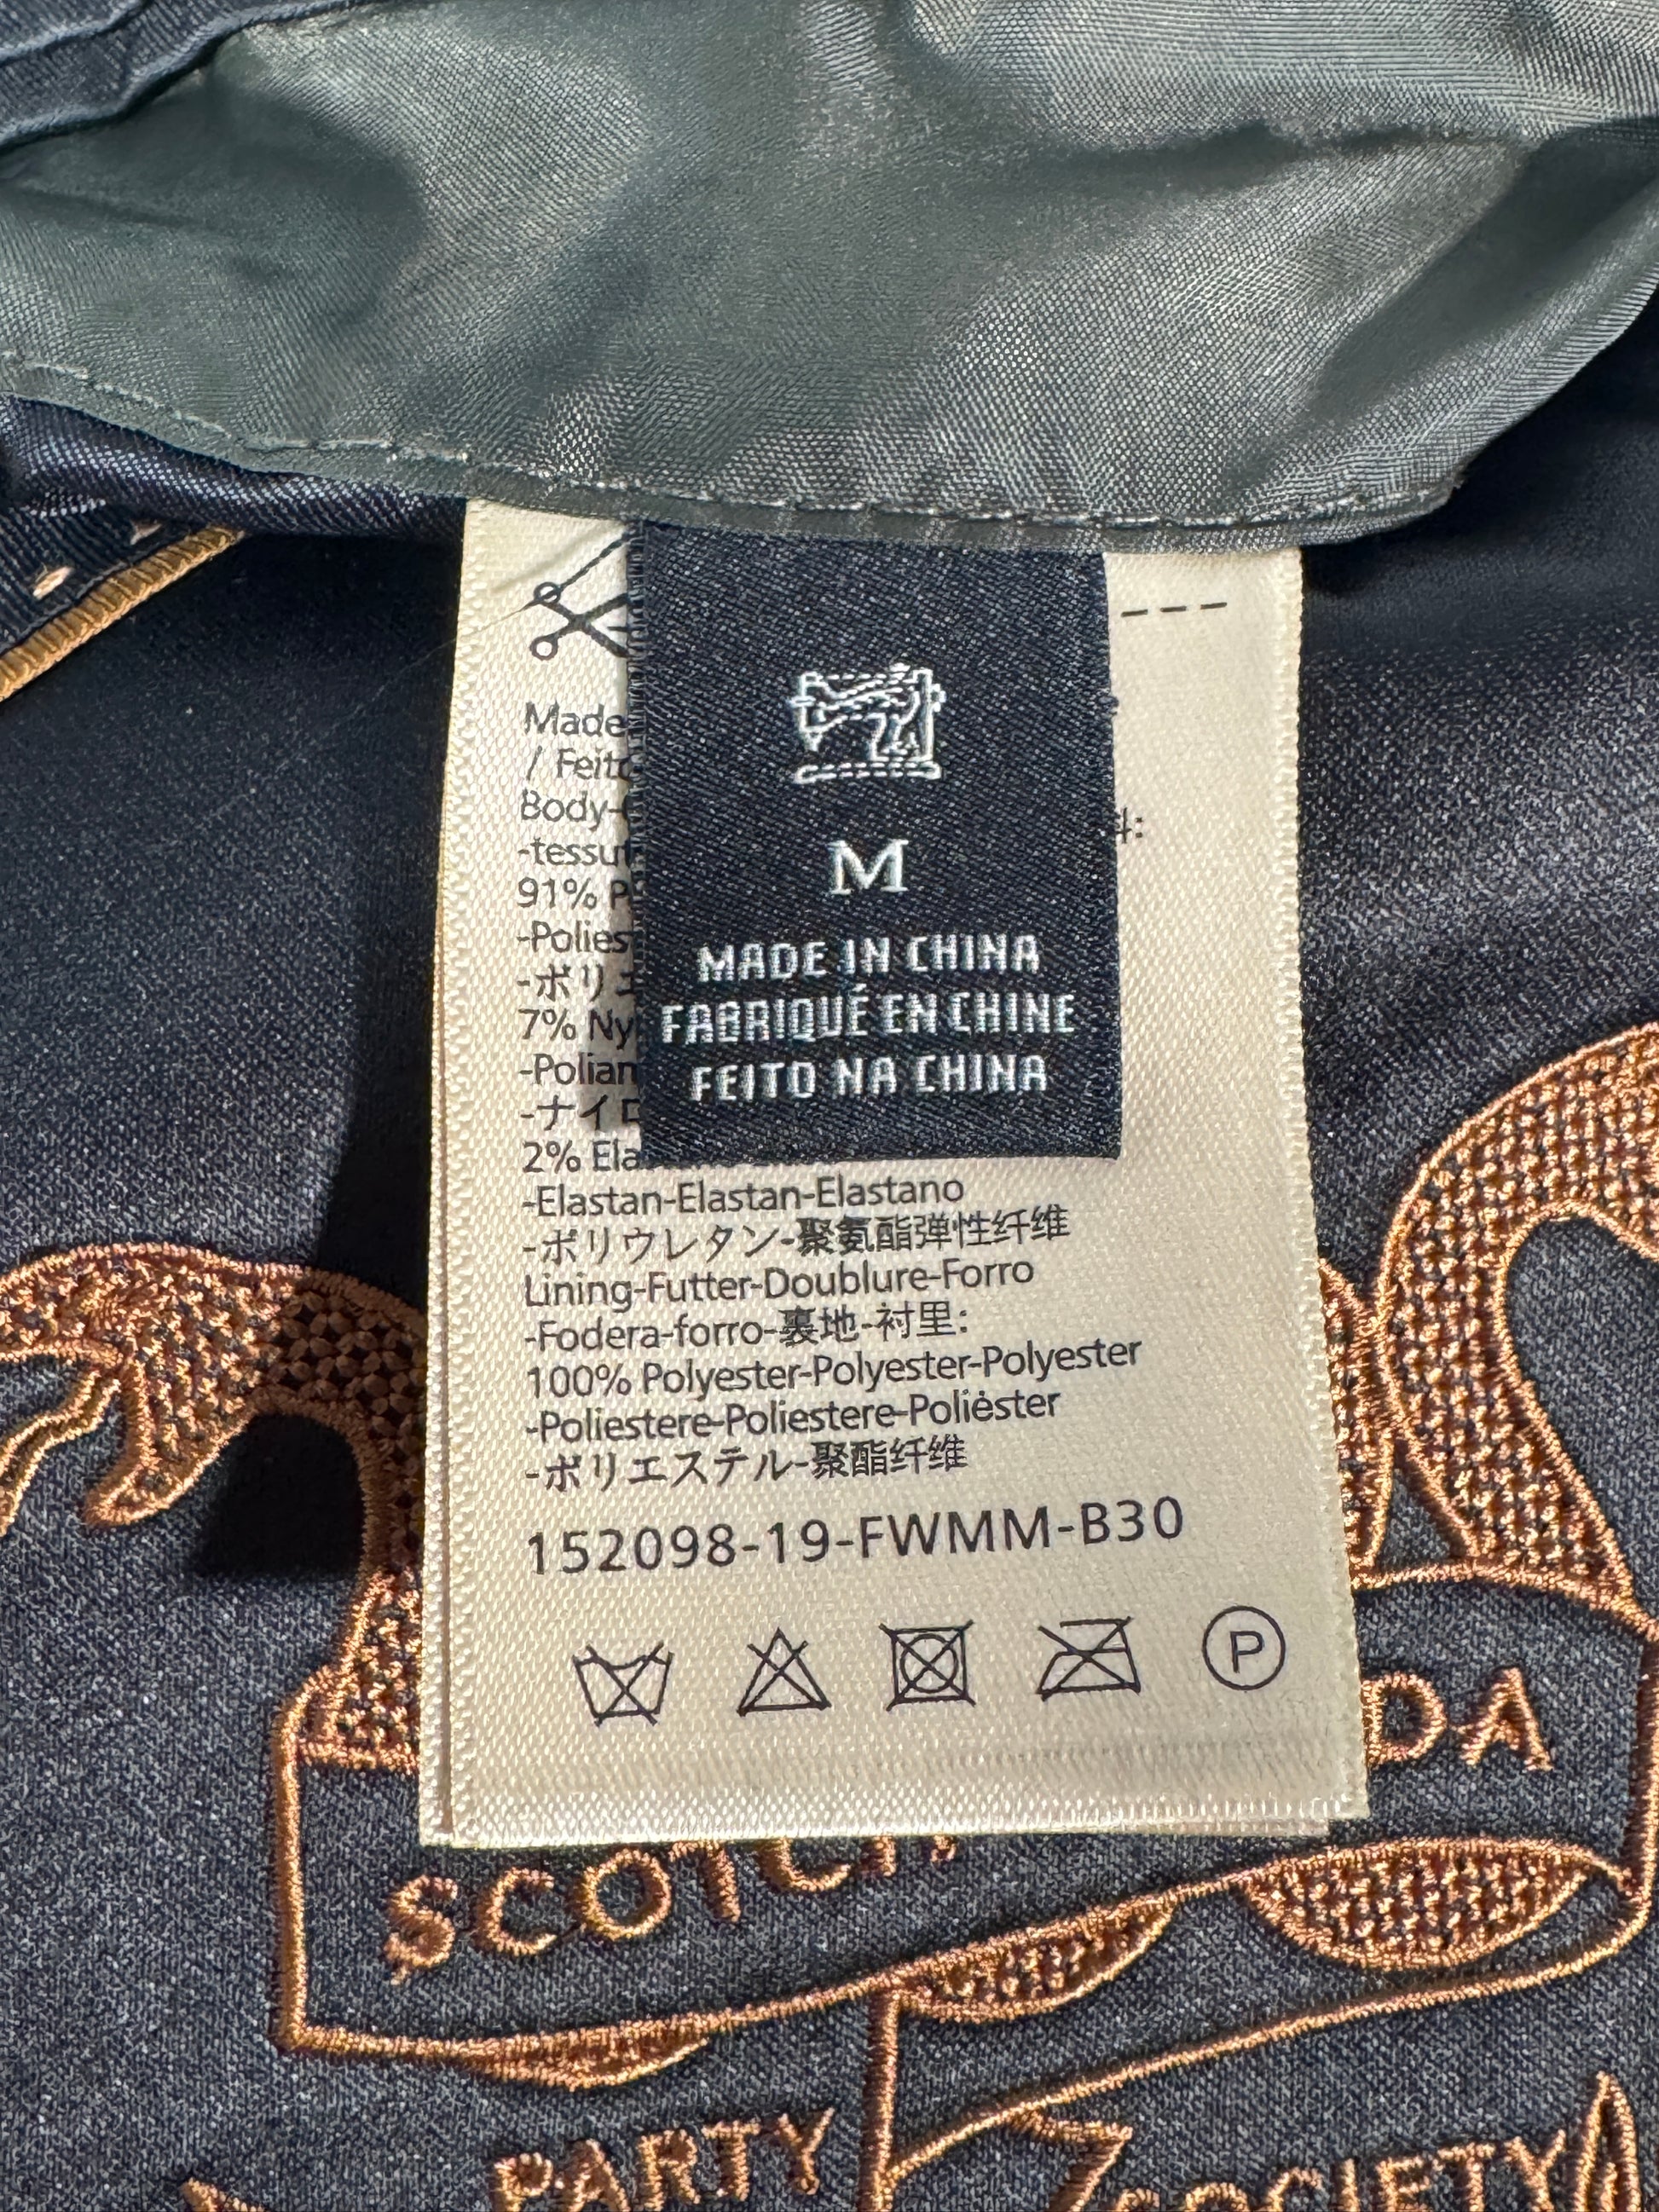 M
MADE IN CHINA
FABRIQUÉ EN CHINE
FEITO NA CHINA
Made
/ Feito
Body-
-tessut
91% P
-Polies
-ポリエ
7% Ny
-Polian
-ナイロ
2% Ela
-Elastan-Elastan-Elastano
-ポリウレタン-聚氨酯弹性纤维
Lining-Futter-Doublure-Forro
-Fodera-forro-裏地-衬里:
100% Polyester-Polyester-Polyester
-Poliestere-Poliestere-Poliéster
-ポリエステル-聚酯纤维
152098-19-FWMM-B30
P
SCOTCH
DA
PARTY
SOCIETY